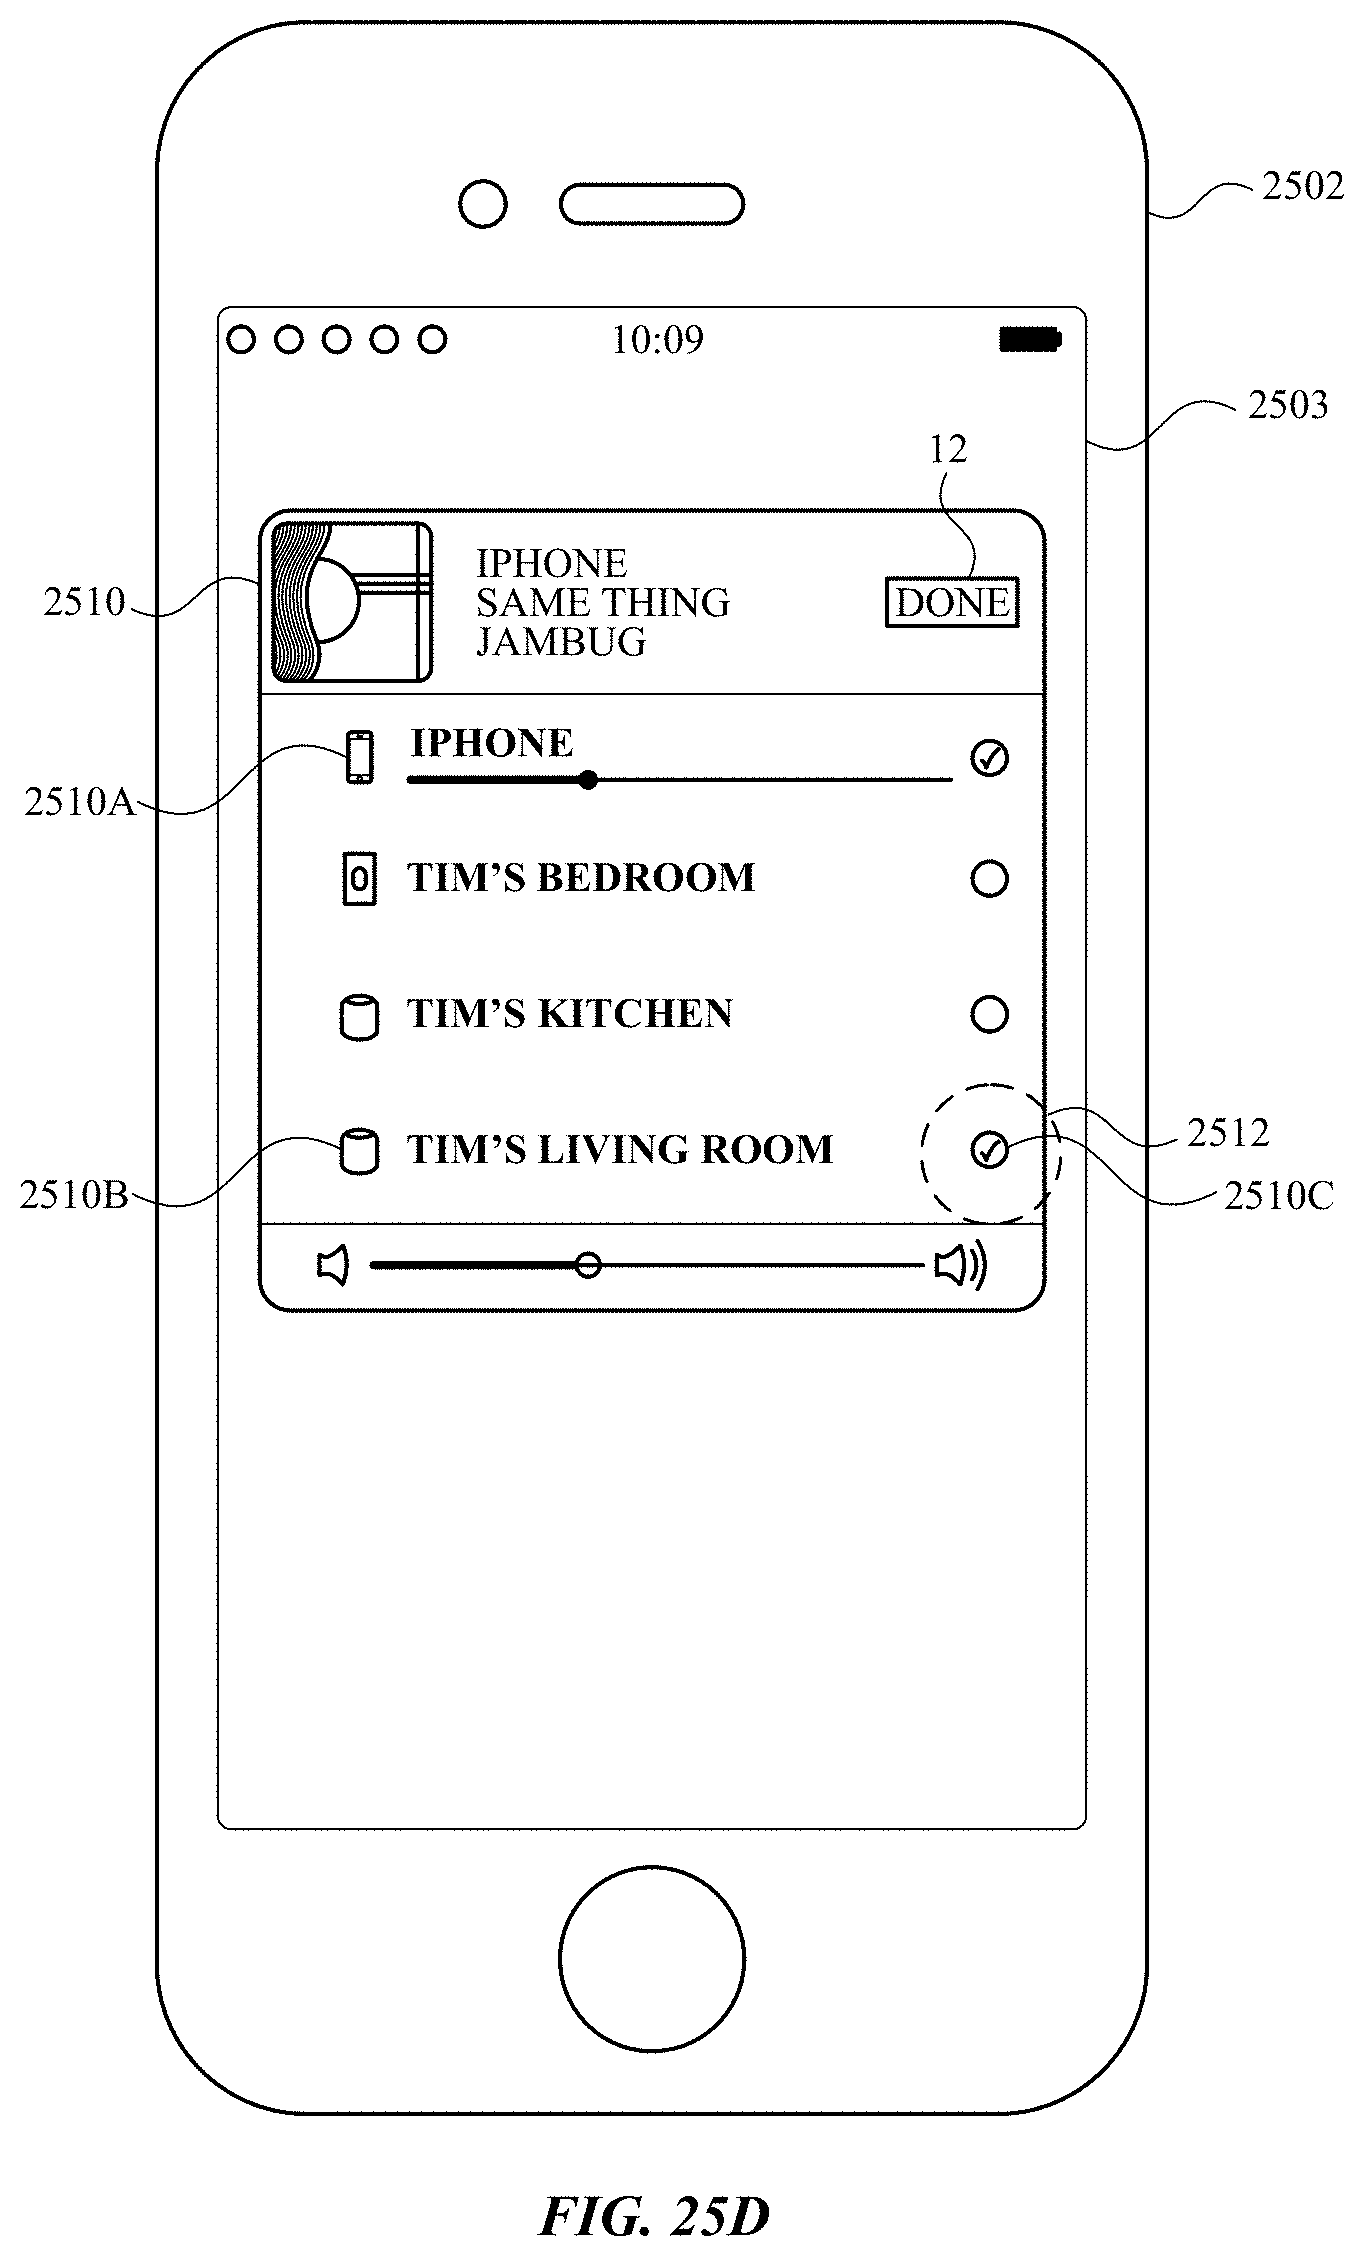 2502
10:09
2503
12
IPHONE
SAME THING
JAMBUG
DONE
2510
IPHONE
2510A
TIM'S BEDROOM
TIM'S KITCHEN
TIM'S LIVING ROOM
2512
2510B
2510C
FIG. 25D